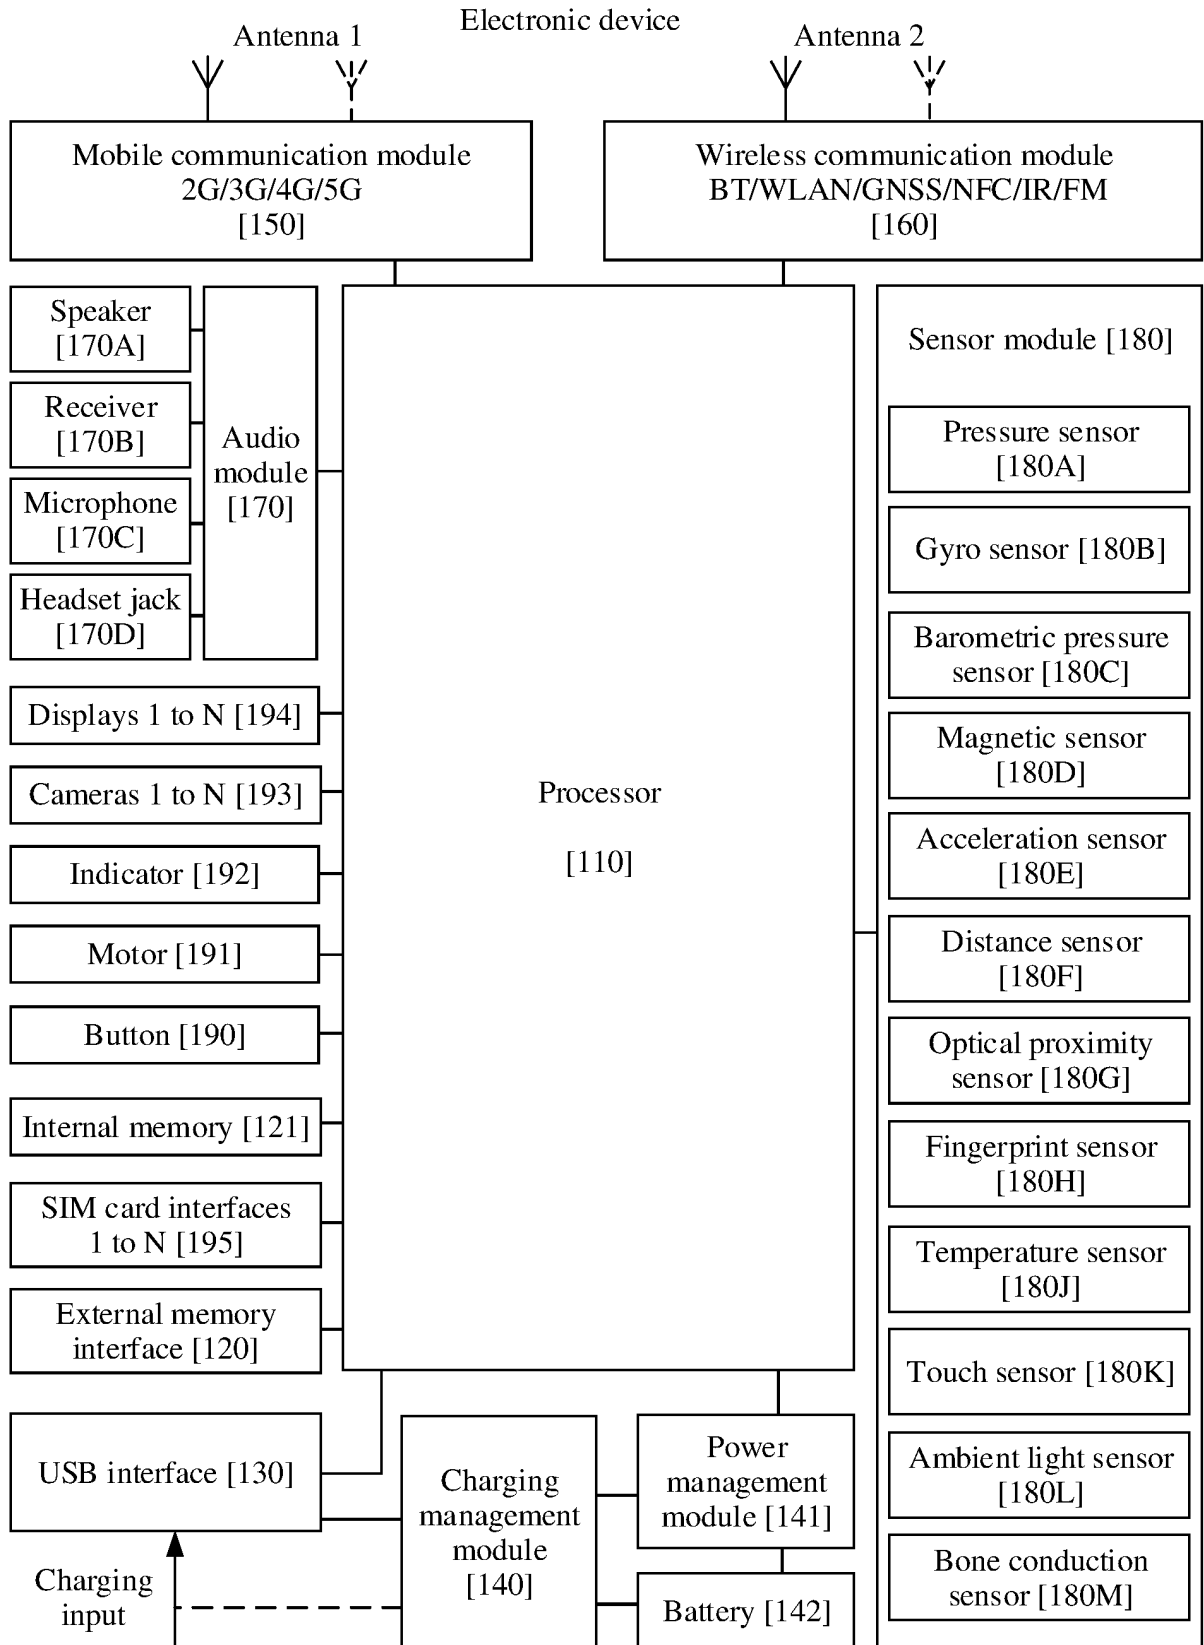 Electronic device
Antenna 1
Antenna 2
Mobile communication module
2G/3G/4G/5G
[150]
Wireless communication module
BT/WLAN/GNSS/NFC/IR/FM
[160]
Speaker
[170A]
Receiver
[170B]
Microphone
[170C]
Headset jack
[170D]
Audio
module
[170]
Displays 1 to N [194]
Cameras 1 to N [193]
Indicator [192]
Motor [191]
Button [190]
Internal memory [121]
SIM card interfaces
1 to N [195]
External memory
interface [120]
Processor
[110]
Sensor module [180]
Pressure sensor
[180A]
Gyro sensor [180B]
Barometric pressure
sensor [180C]
Magnetic sensor
[180D]
Acceleration sensor
[180E]
Distance sensor
[180F]
Optical proximity
sensor [180G]
Fingerprint sensor
[180H]
Temperature sensor
[180J]
Touch sensor [180K]
Ambient light sensor
[180L]
Bone conduction
sensor [180M]
USB interface [130]
Charging
input
Charging
management
module
[140]
Power
management
module [141]
Battery [142]